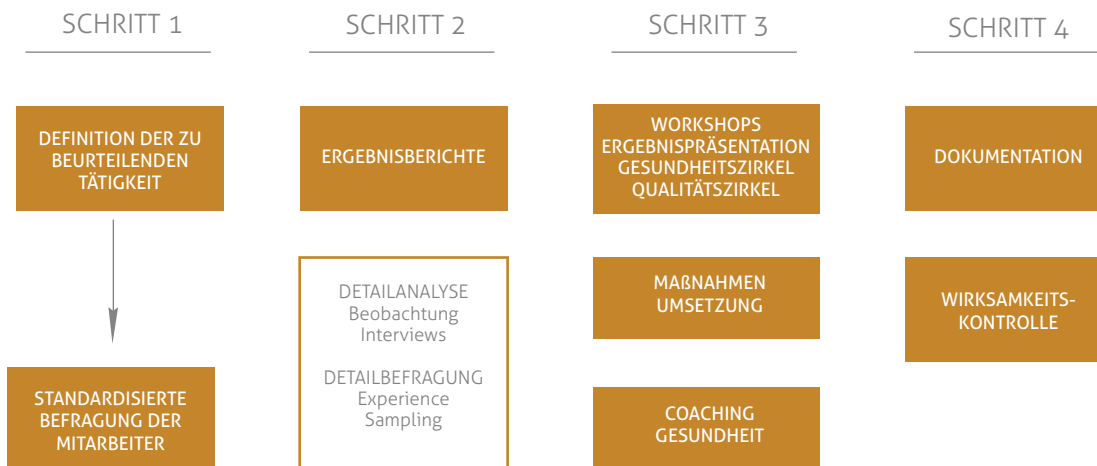 SCHRITT 1
DEFINITION DER ZU
BEURTEILENDEN
TÄTIGKEIT
STANDARDISIERTE
BEFRAGUNG DER
MITARBEITER
SCHRITT 2
ERGEBNISBERICHTE
DETAILANALYSE
Beobachtung
Interviews
DETAILBEFRAGUNG
Experience
Sampling
SCHRITT 3
WORKSHOPS
ERGEBNISPRÄSENTATION
GESUNDHEITSZIRKEL
QUALITÄTSZIRKEL
MAßNAHMEN
UMSETZUNG
COACHING
GESUNDHEIT
SCHRITT 4
DOKUMENTATION
WIRKSAMKEITS-
KONTROLLE